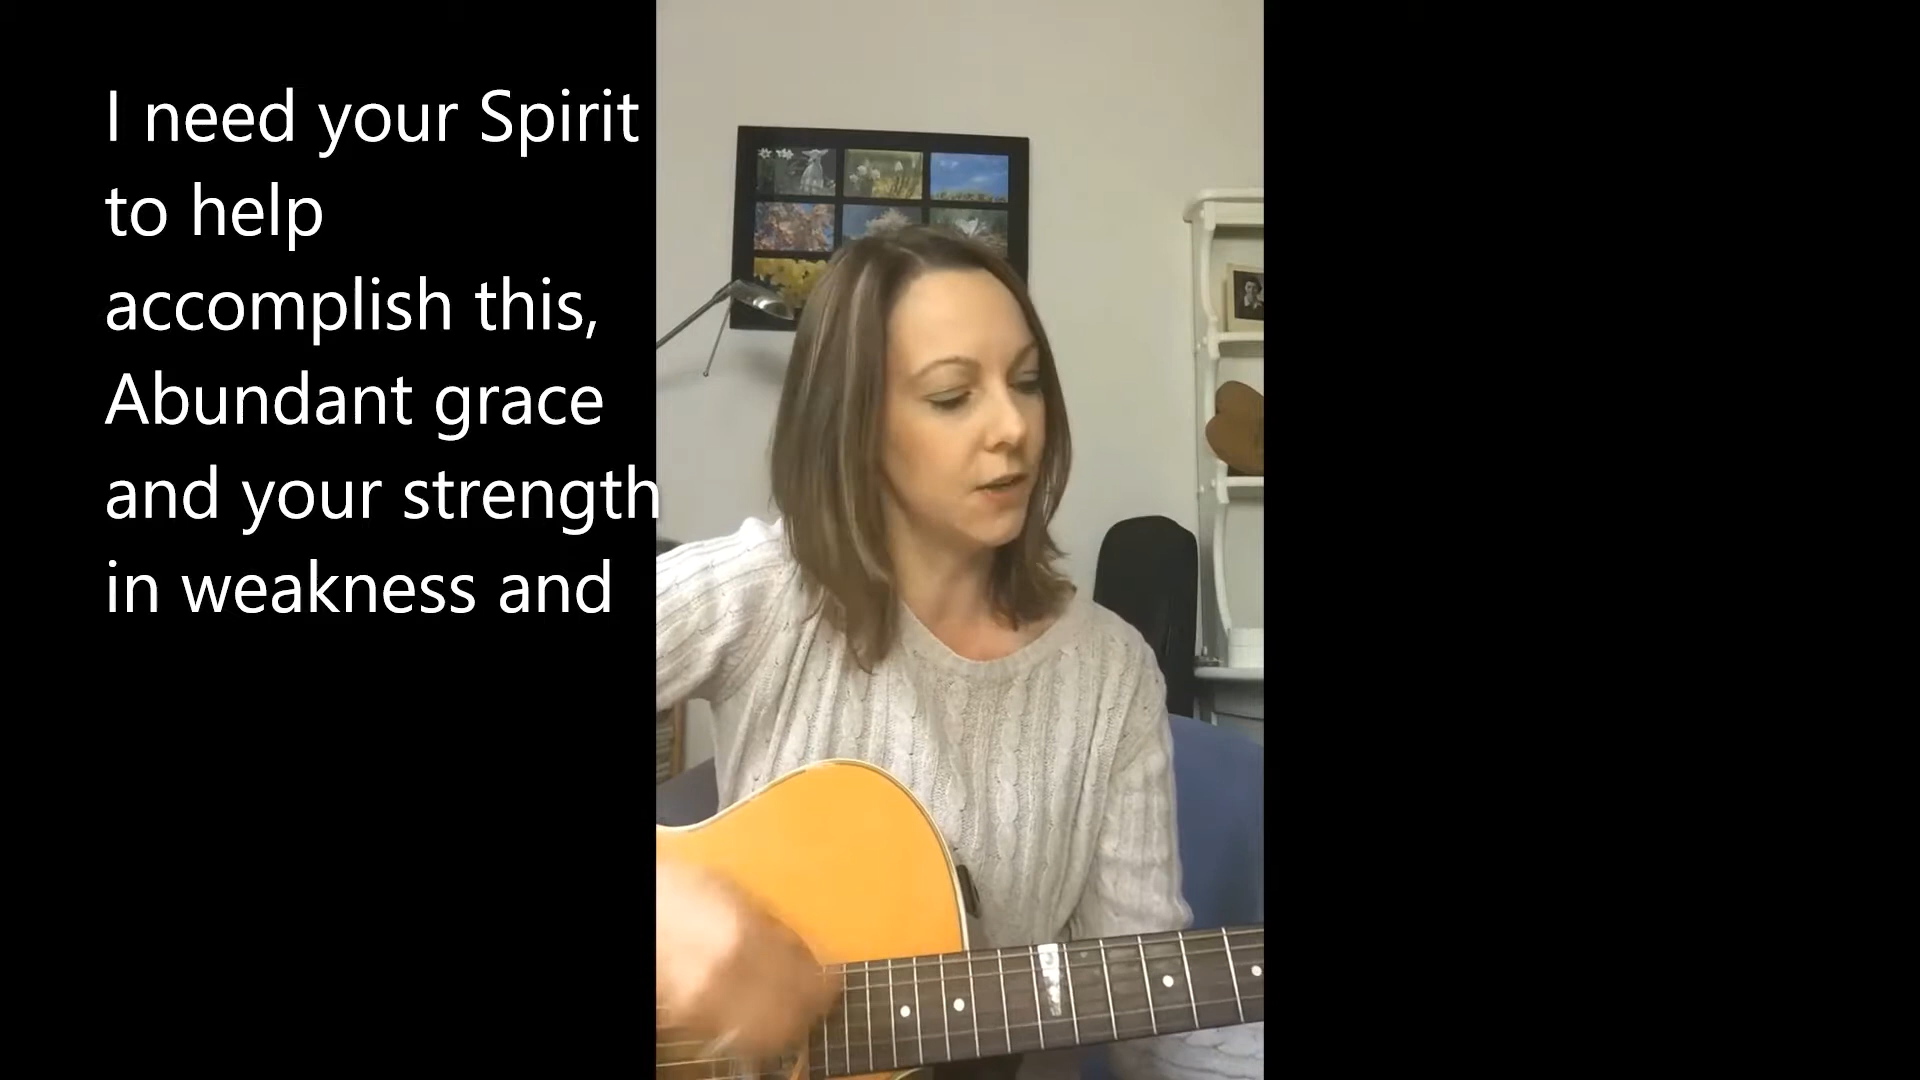 I need your Spirit
to help
accomplish this,
Abundant grace
and your strength
in weakness and